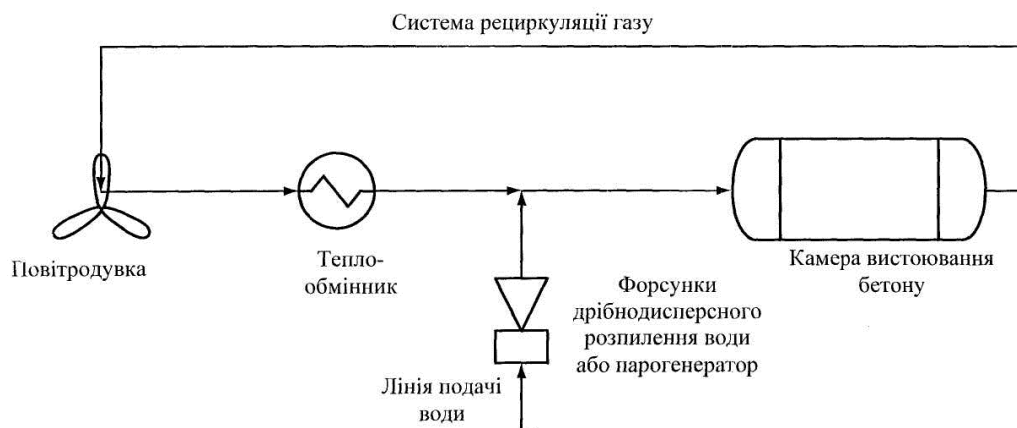 Система рециркуляції газу
Повітродувка
Тепло-
обмінник
Камера вистоювання
бетону
Форсунки
дрібнодисперсного
розпилення води
або парогенератор
Лінія подачі
води